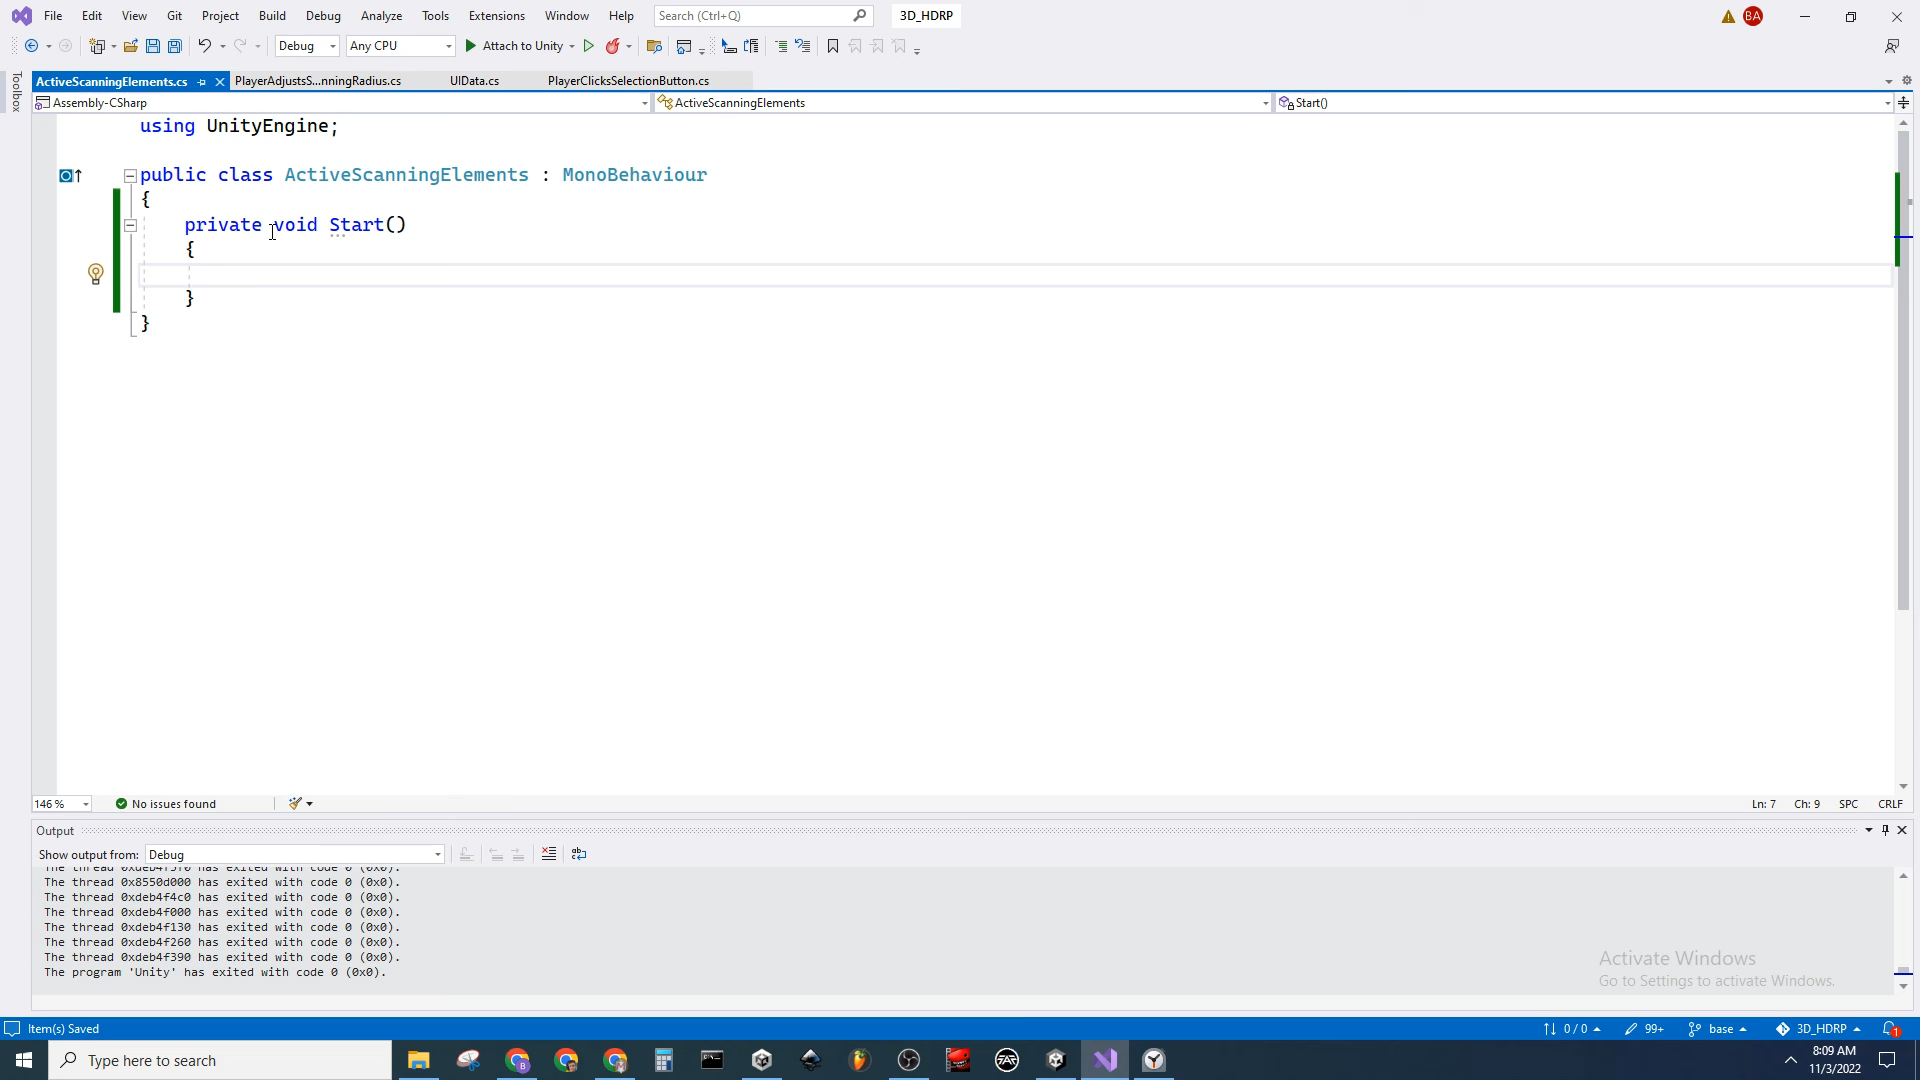 File Edit View Git Project Build Debug Analyze Tools Extensions Window Help Search (Ctrl+Q) 3D_HDRP BA
Debug Any CPU Attach to Unity
Toolbox
ActiveScanningElements.cs PlayerAdjustsS...nningRadius.cs UIData.cs PlayerClicksSelectionButton.cs
Assembly-CSharp ActiveScanningElements Start()
using UnityEngine;
public class ActiveScanningElements : MonoBehaviour
{
private void Start()
{
}
}
146 % No issues found Ln: 7 Ch: 9 SPC CRLF
Output
Show output from: Debug
The thread 0x8550d000 has exited with code 0 (0x0).
The thread 0xdeb4f4c0 has exited with code 0 (0x0).
The thread 0xdeb4f000 has exited with code 0 (0x0).
The thread 0xdeb4f130 has exited with code 0 (0x0).
The thread 0xdeb4f260 has exited with code 0 (0x0).
The thread 0xdeb4f390 has exited with code 0 (0x0).
The program 'Unity' has exited with code 0 (0x0).
Activate Windows
Go to Settings to activate Windows.
Item(s) Saved 0 / 0 99+ base 3D_HDRP 1
Type here to search
8:09 AM
11/3/2022